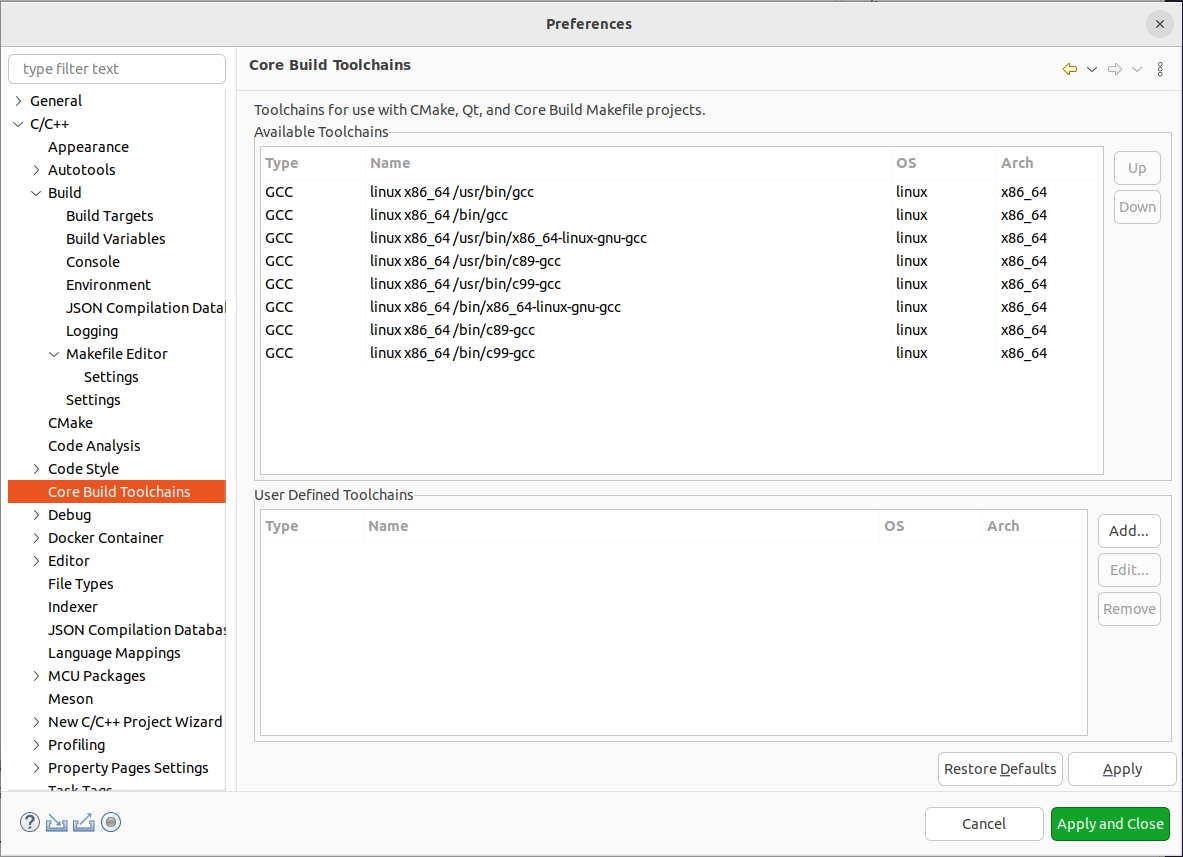 Preferences
type filter text
General
C/C++
Appearance
Autotools
Build
Build Targets
Build Variables
Console
Environment
JSON Compilation Datal
Logging
Makefile Editor
Settings
Settings
CMake
Code Analysis
Code Style
Core Build Toolchains
Debug
Docker Container
Editor
File Types
Indexer
JSON Compilation Databas
Language Mappings
MCU Packages
Meson
New C/C++ Project Wizard
Profiling
Property Pages Settings
Task Tags
Core Build Toolchains
Toolchains for use with CMake, Qt, and Core Build Makefile projects.
Available Toolchains
Type Name OS Arch
GCC linux x86_64 /usr/bin/gcc linux x86_64
GCC linux x86_64 /bin/gcc linux x86_64
GCC linux x86_64 /usr/bin/x86_64-linux-gnu-gcc linux x86_64
GCC linux x86_64 /usr/bin/c89-gcc linux x86_64
GCC linux x86_64 /usr/bin/c99-gcc linux x86_64
GCC linux x86_64 /bin/x86_64-linux-gnu-gcc linux x86_64
GCC linux x86_64 /bin/c89-gcc linux x86_64
GCC linux x86_64 /bin/c99-gcc linux x86_64
Up
Down
User Defined Toolchains
Type Name OS Arch
Add...
Edit...
Remove
Restore Defaults Apply
Cancel Apply and Close